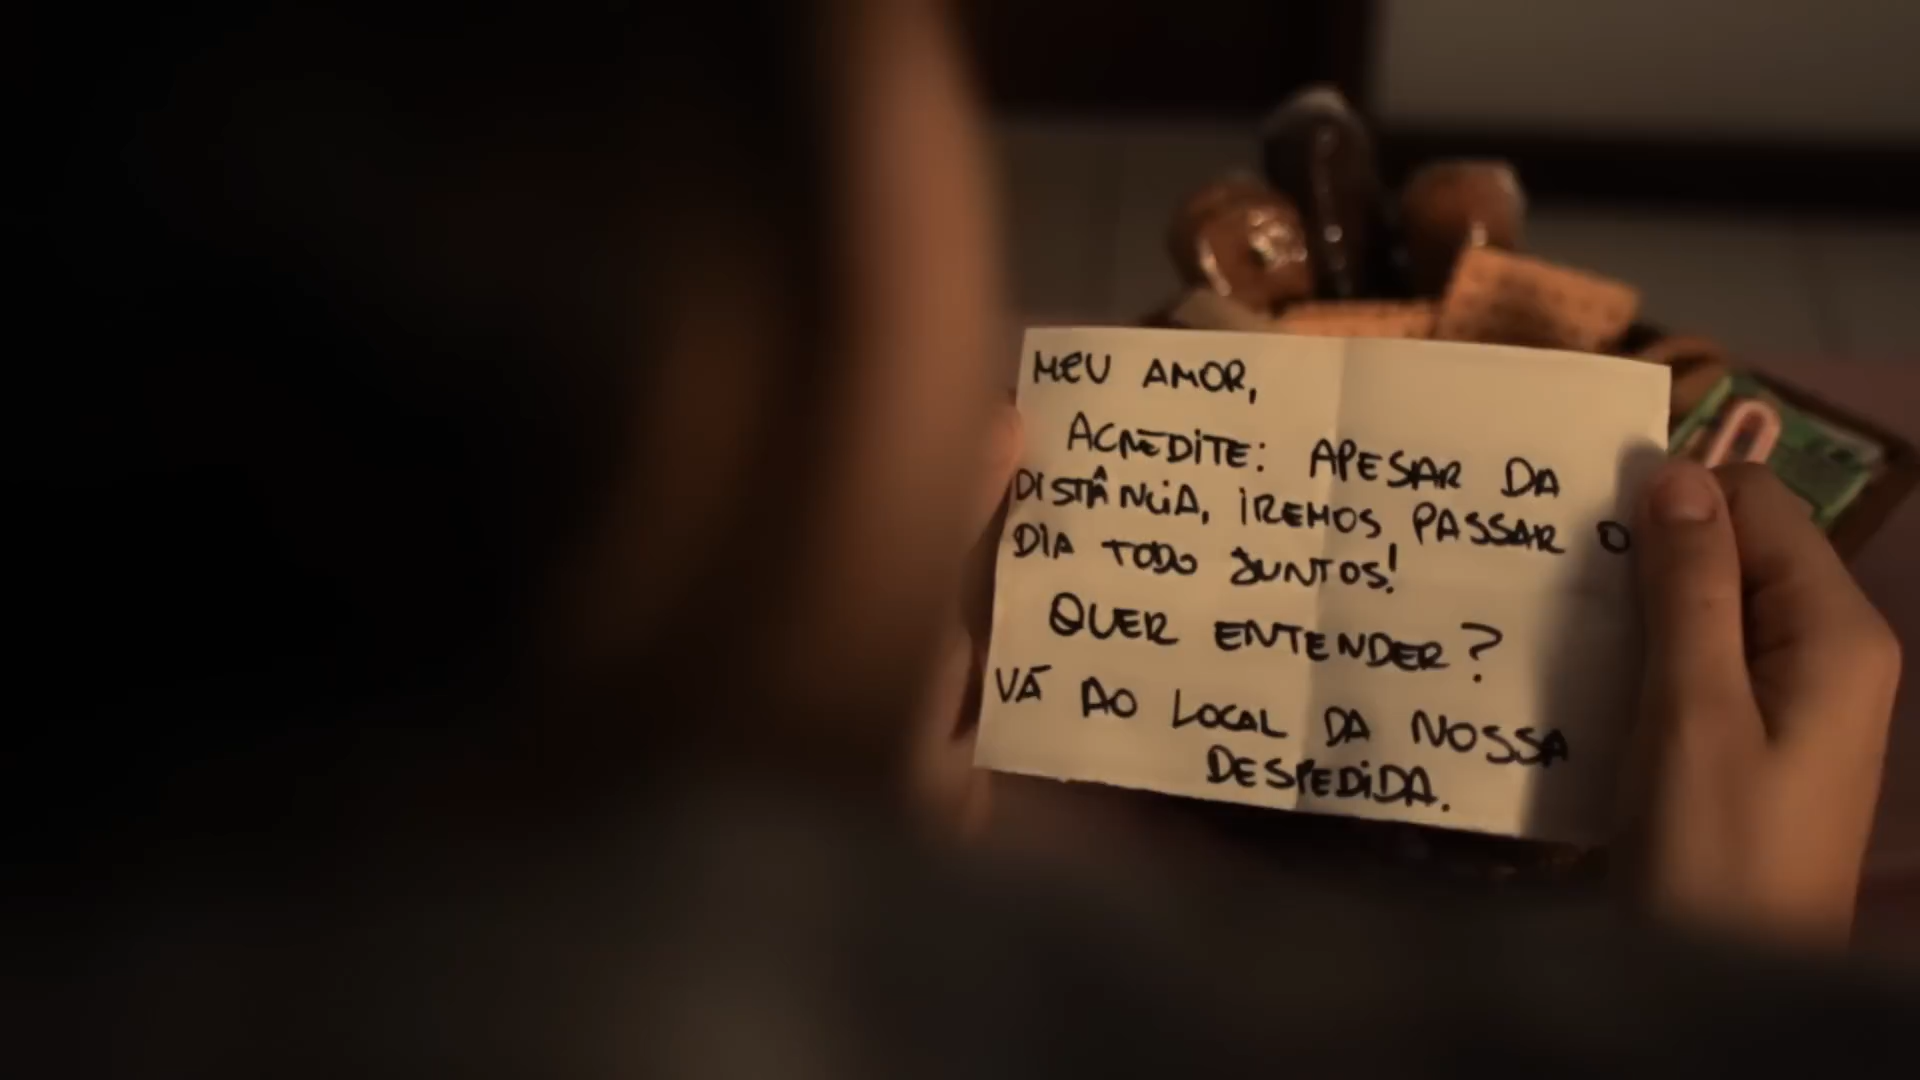 MEU AMOR,
ACREDITE: APESAR DA
DISTÂNCIA, IREMOS PASSAR O
DIA TODO JUNTOS!
QUER ENTENDER?
VÁ AO LOCAL DA NOSSA
DESPEDIDA.